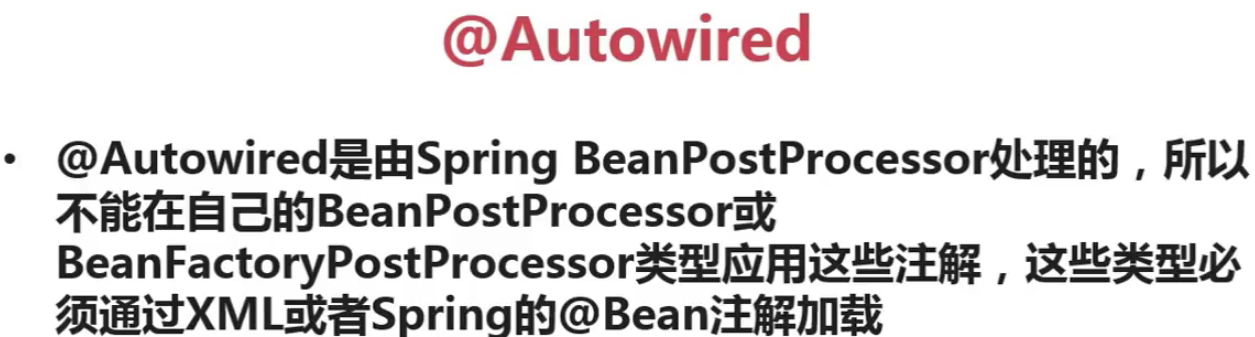 @Autowired
• @Autowired是由Spring BeanPostProcessor处理的，所以
不能在自己的BeanPostProcessor或
BeanFactoryPostProcessor类型应用这些注解，这些类型必
须通过XML或者Spring的@Bean注解加载